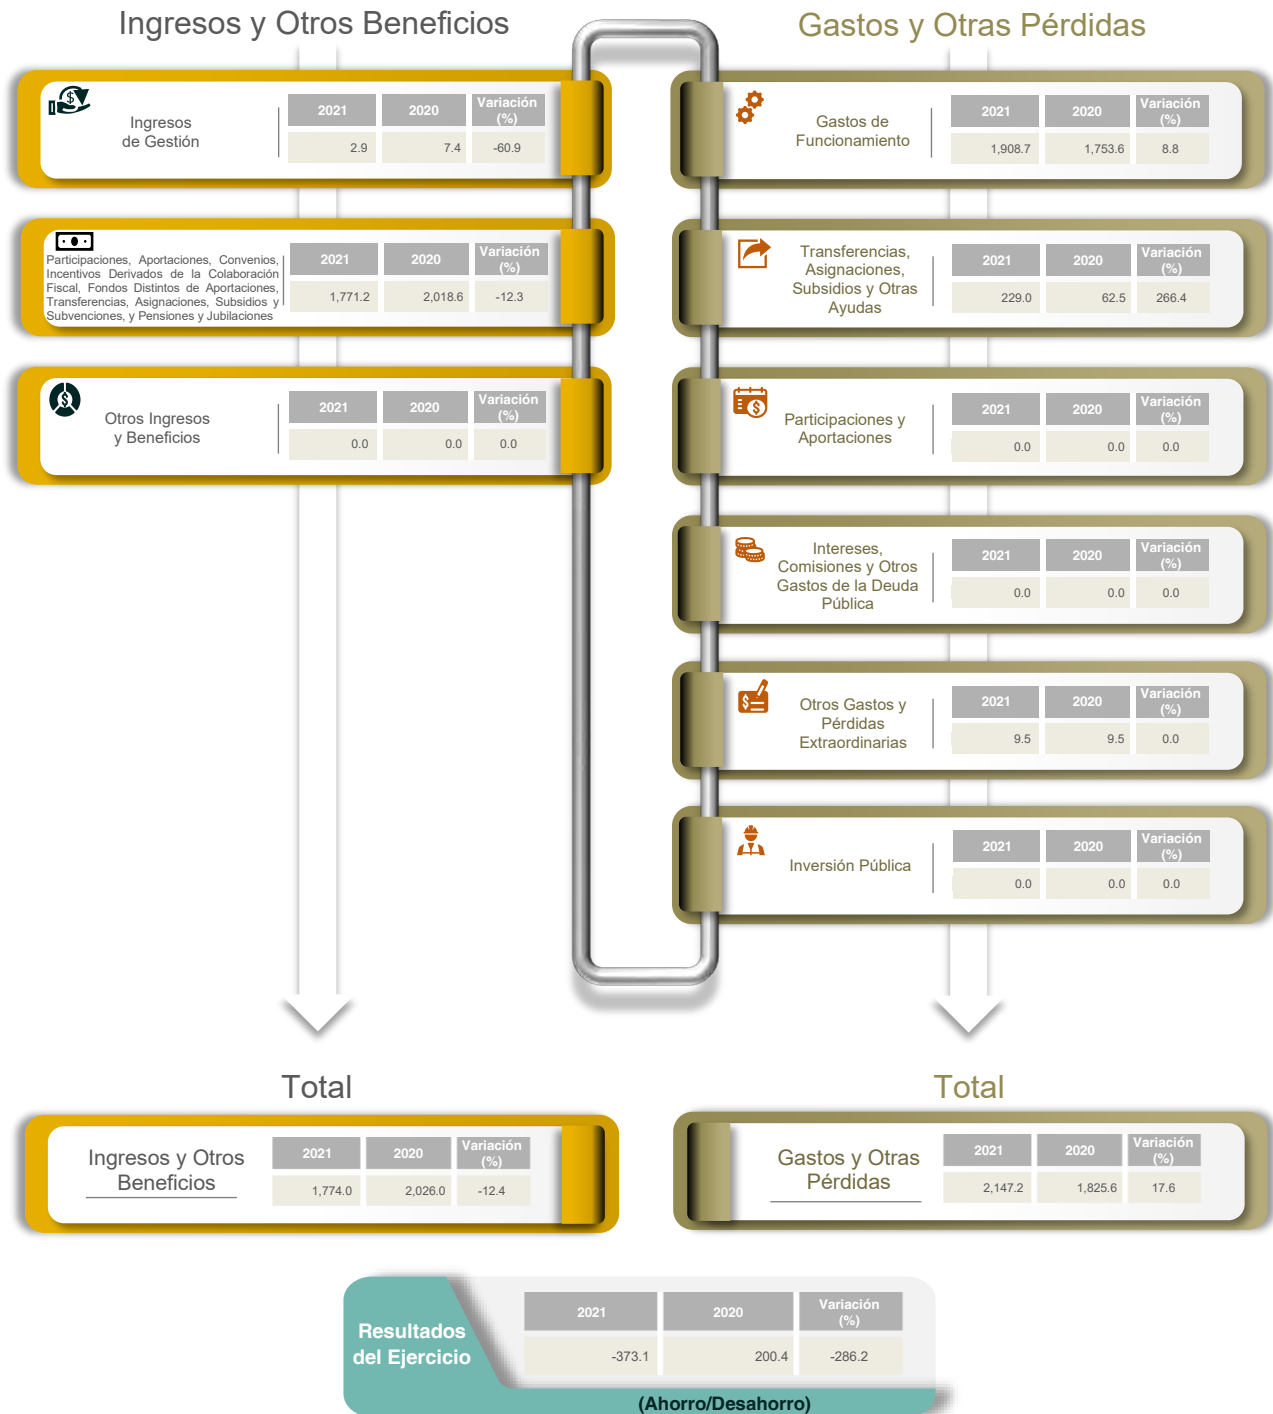 Ingresos y Otros Beneficios
Ingresos
de Gestión
2021 2020 Variación (%)
2.9 7.4 -60.9
Participaciones, Aportaciones, Convenios,
Incentivos Derivados de la Colaboración
Fiscal, Fondos Distintos de Aportaciones,
Transferencias, Asignaciones, Subsidios y
Subvenciones, y Pensiones y Jubilaciones
2021 2020 Variación (%)
1,771.2 2,018.6 -12.3
Otros Ingresos
y Beneficios
2021 2020 Variación (%)
0.0 0.0 0.0
Gastos y Otras Pérdidas
Gastos de
Funcionamiento
2021 2020 Variación (%)
1,908.7 1,753.6 8.8
Transferencias,
Asignaciones,
Subsidios y Otras
Ayudas
2021 2020 Variación (%)
229.0 62.5 266.4
Participaciones y
Aportaciones
2021 2020 Variación (%)
0.0 0.0 0.0
Intereses,
Comisiones y Otros
Gastos de la Deuda
Pública
2021 2020 Variación (%)
0.0 0.0 0.0
Otros Gastos y
Pérdidas
Extraordinarias
2021 2020 Variación (%)
9.5 9.5 0.0
Inversión Pública
2021 2020 Variación (%)
0.0 0.0 0.0
Total
Ingresos y Otros
Beneficios
2021 2020 Variación (%)
1,774.0 2,026.0 -12.4
Total
Gastos y Otras
Pérdidas
2021 2020 Variación (%)
2,147.2 1,825.6 17.6
Resultados
del Ejercicio
2021 2020 Variación (%)
-373.1 200.4 -286.2
(Ahorro/Desahorro)